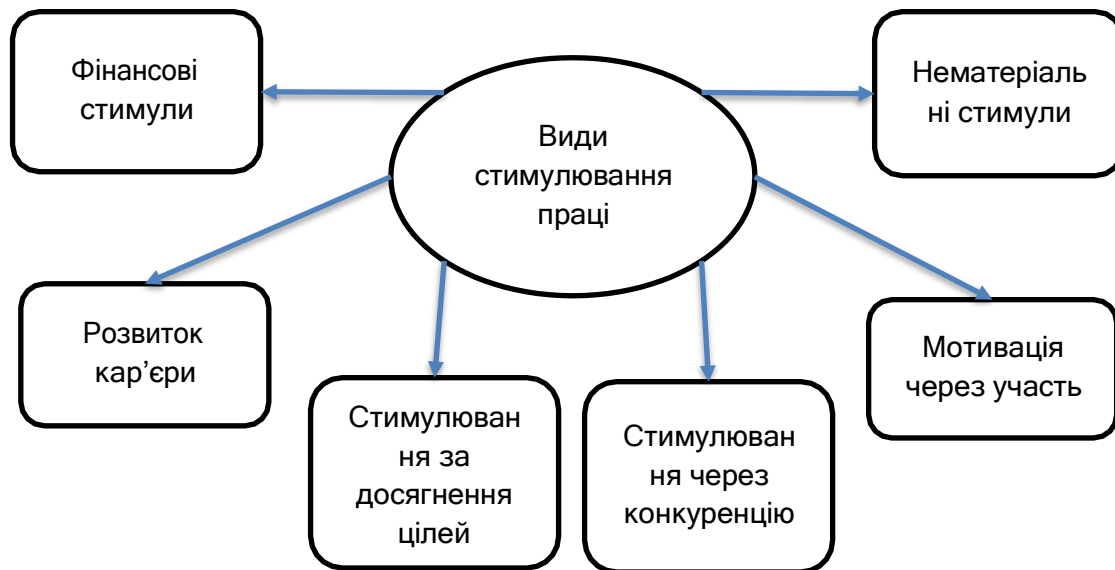 Фінансові
стимули
Види
стимулювання
праці
Нематеріаль
ні стимули
Розвиток
кар’єри
Стимулюван
ня за
досягнення
цілей
Стимулюван
ня через
конкуренцію
Мотивація
через участь